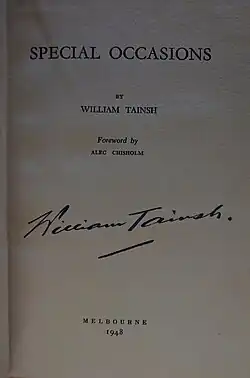 SPECIAL OCCASIONS
BY
WILLIAM TAINSH
Foreword by
ALEC CHISHOLM
William Tainsh.
MELBOURNE
1948